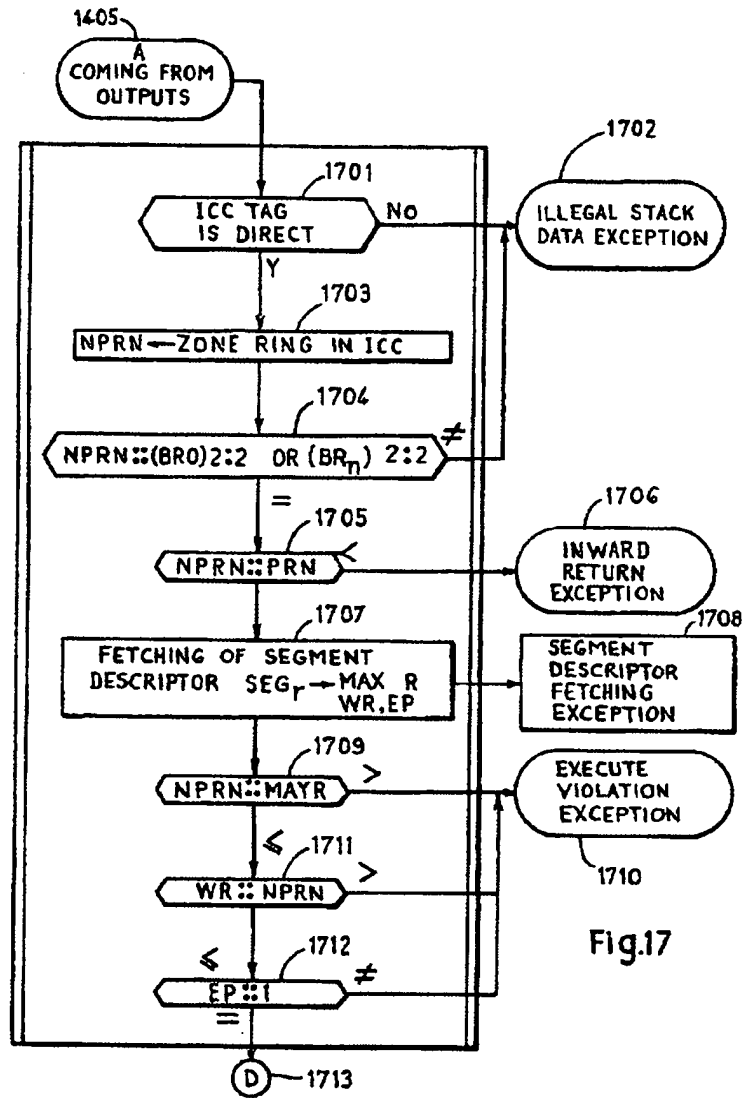 1405
A
COMING FROM
OUTPUTS
1702
ILLEGAL STACK
DATA EXCEPTION
1701
ICC TAG
IS DIRECT
No
Y
1703
NPRN ← ZONE RING IN ICC
1704
NPRN::(BRO)2:2 OR (BRn) 2:2
≠
=
1705
NPRN::PRN
<
1706
INWARD
RETURN
EXCEPTION
1707
FETCHING OF SEGMENT
DESCRIPTOR SEGr → MAX R
WR,EP
1708
SEGMENT
DESCRIPTOR
FETCHING
EXCEPTION
1709
NPRN::MAYR
>
≤
EXECUTE
VIOLATION
EXCEPTION
1710
1711
WR::NPRN
>
≤
1712
EP::1
≠
=
D
1713
Fig.17